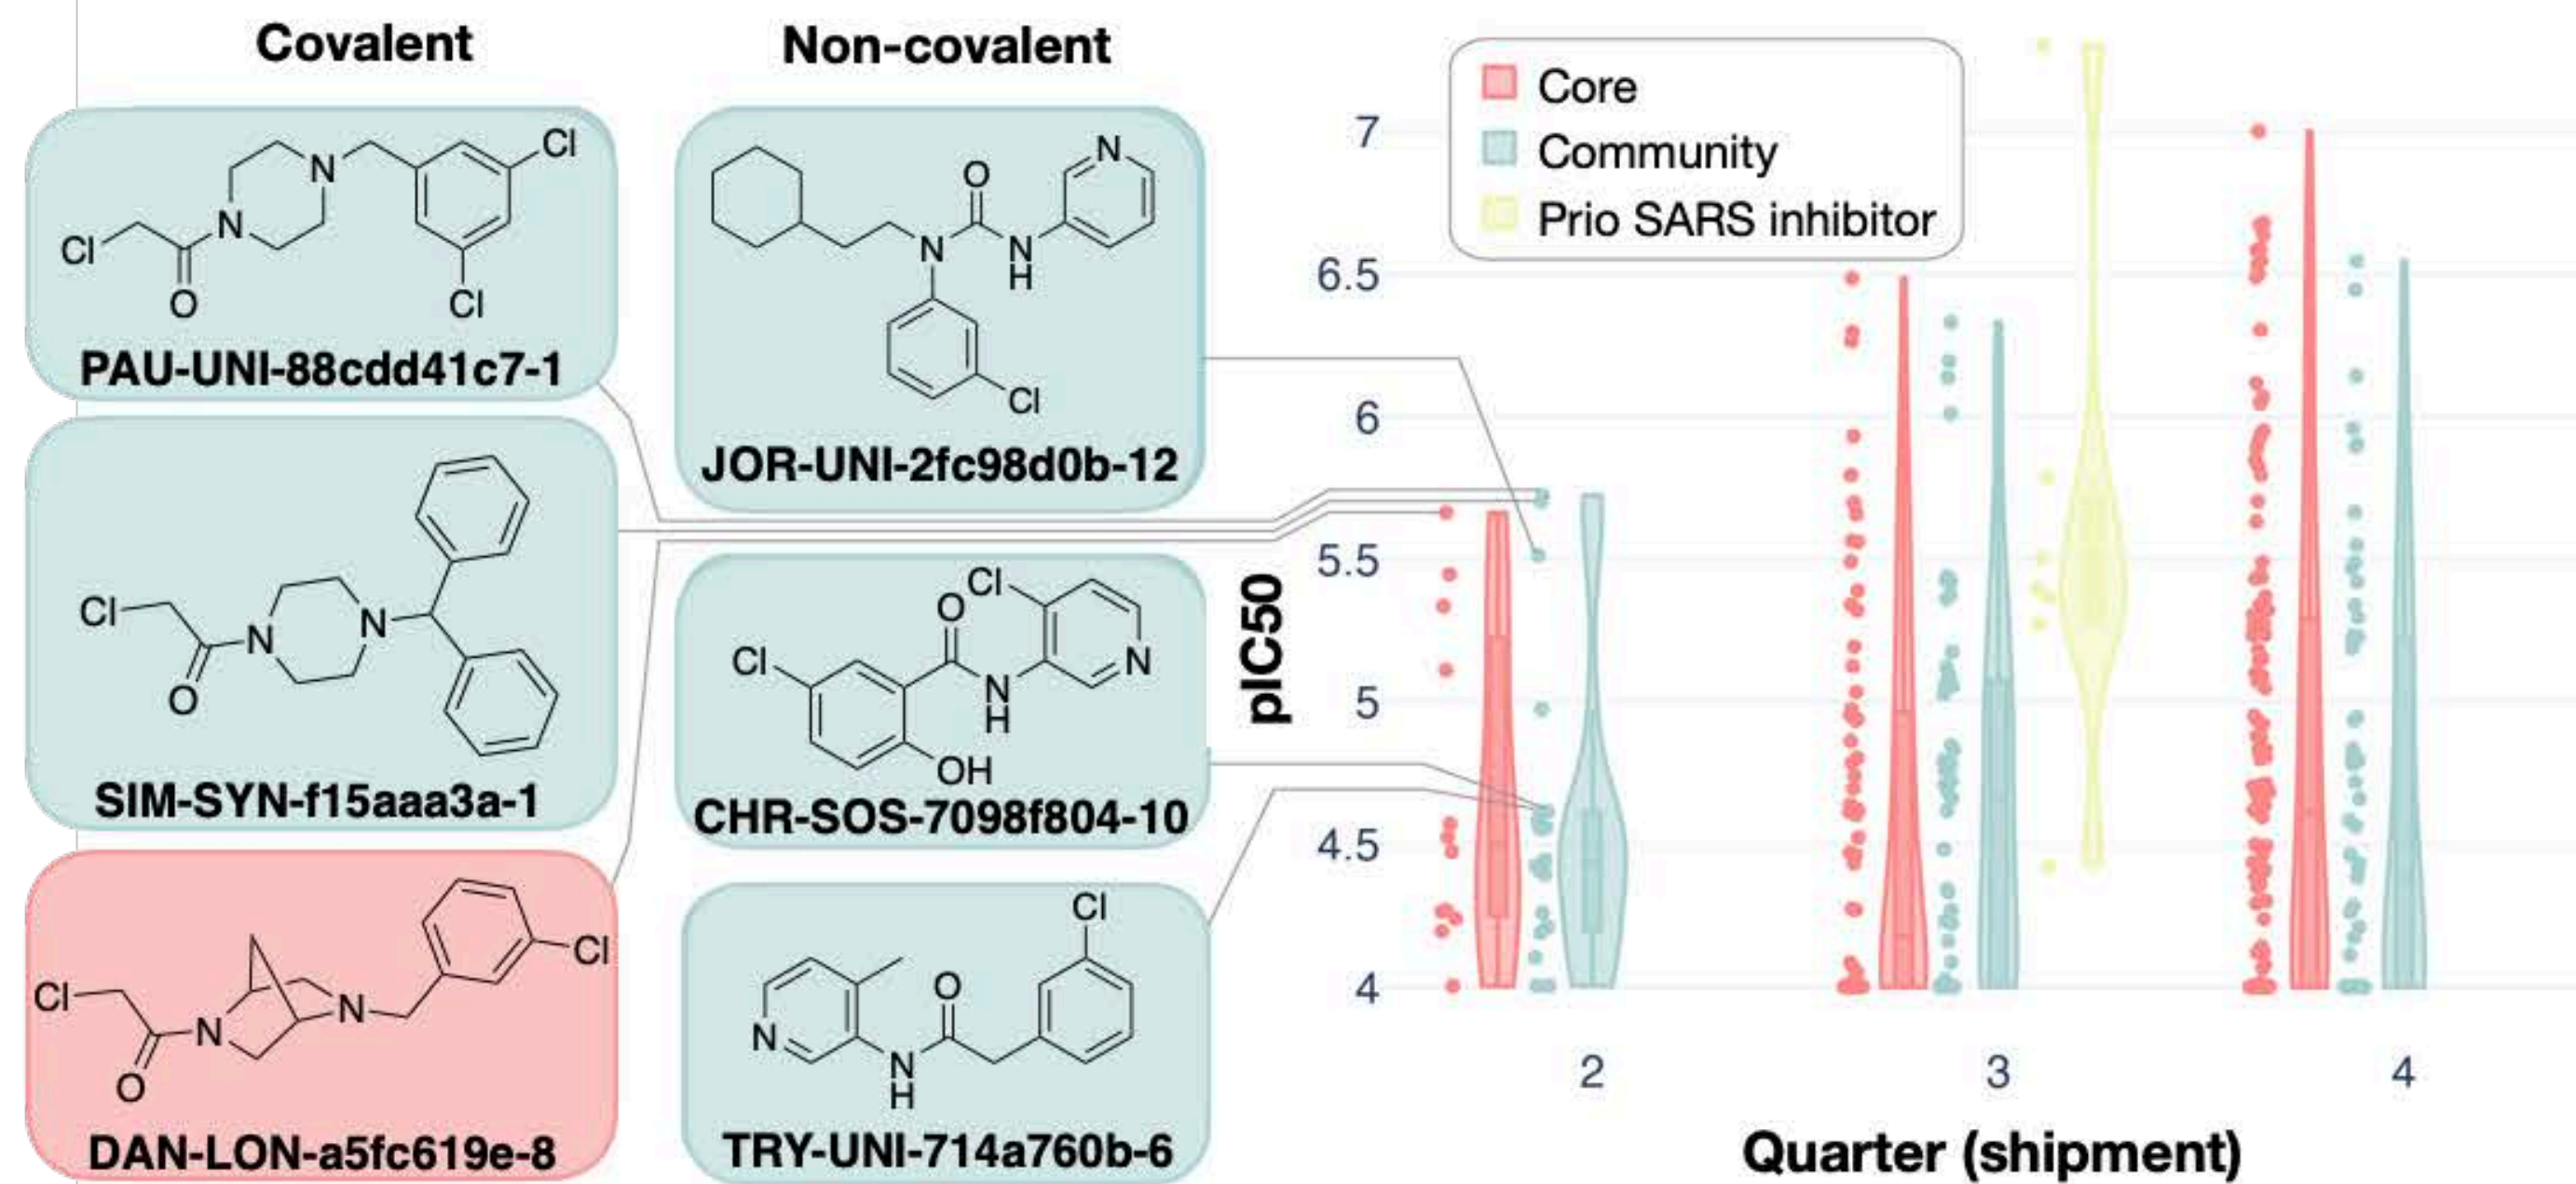 Covalent
Non-covalent
Cl
N
N
Cl
O
Cl
PAU-UNI-88cdd41c7-1
Cl
N
N
O
SIM-SYN-f15aaa3a-1
Cl
N
N
Cl
O
DAN-LON-a5fc619e-8
N
O
N
N
H
Cl
JOR-UNI-2fc98d0b-12
Cl
O
Cl
N
N
H
OH
CHR-SOS-7098f804-10
Cl
O
N
N
H
TRY-UNI-714a760b-6
Core
Community
Prio SARS inhibitor
pIC50
7
6.5
6
5.5
5
4.5
4
2
3
4
Quarter (shipment)